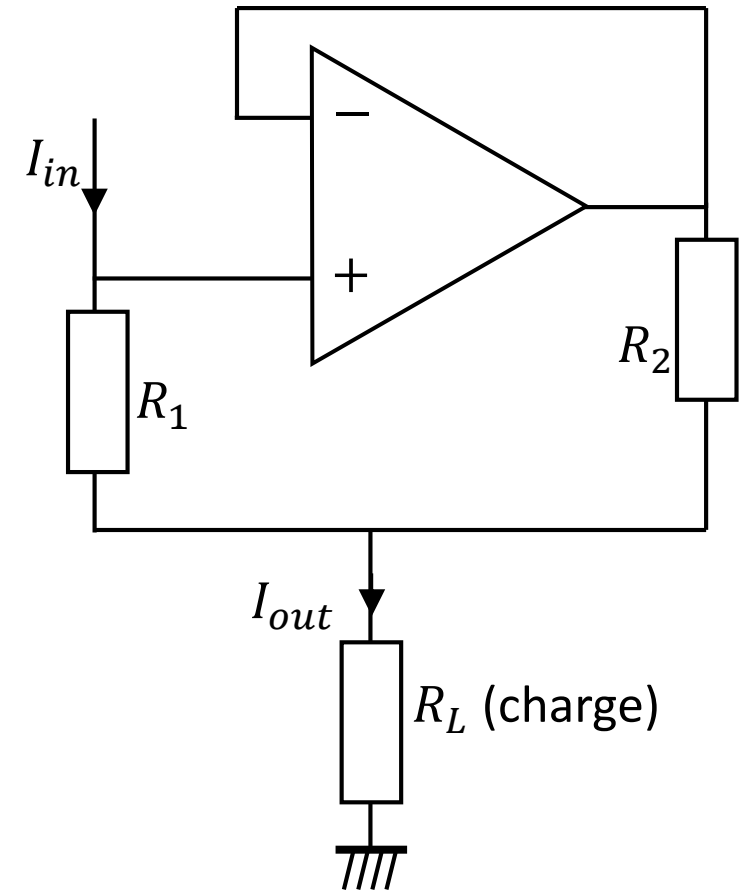 −
I_in
+
R_2
R_1
I_out
R_L (charge)